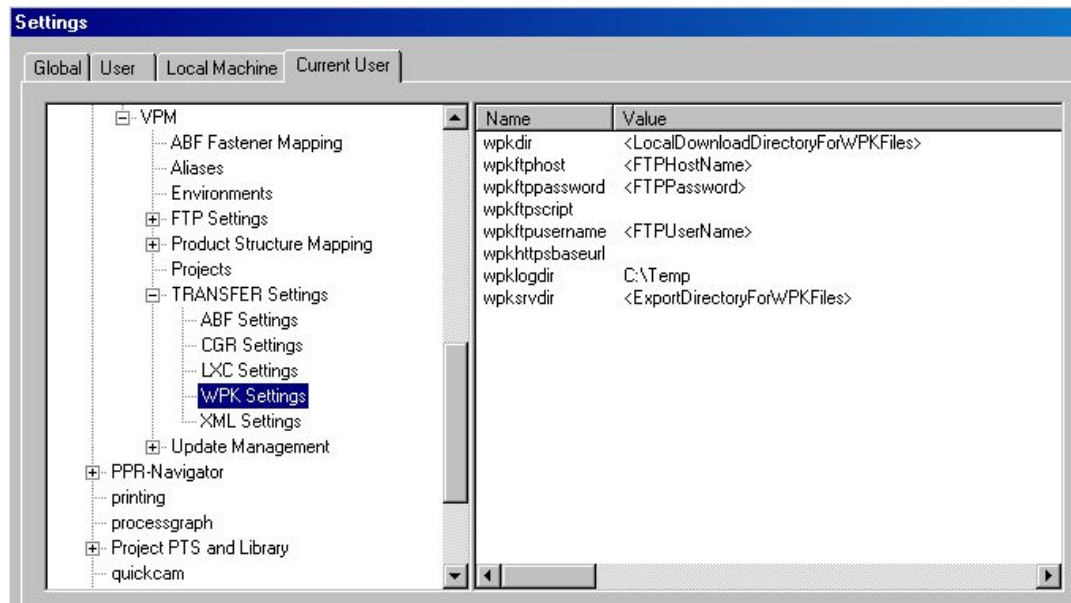 Settings
Global User Local Machine Current User
VPM
ABF Fastener Mapping
Aliases
Environments
FTP Settings
Product Structure Mapping
Projects
TRANSFER Settings
ABF Settings
CGR Settings
LXC Settings
WPK Settings
XML Settings
Update Management
PPR-Navigator
printing
processgraph
Project PTS and Library
quickcam
Name Value
wpkdir <LocalDownloadDirectoryForWPKFiles>
wpkftphost <FTPHostName>
wpkftppassword <FTPPassword>
wpkftpscript
wpkftpusername <FTPUserName>
wpkhttpsbaseurl
wpklogdir C:\Temp
wpksrvdir <ExportDirectoryForWPKFiles>